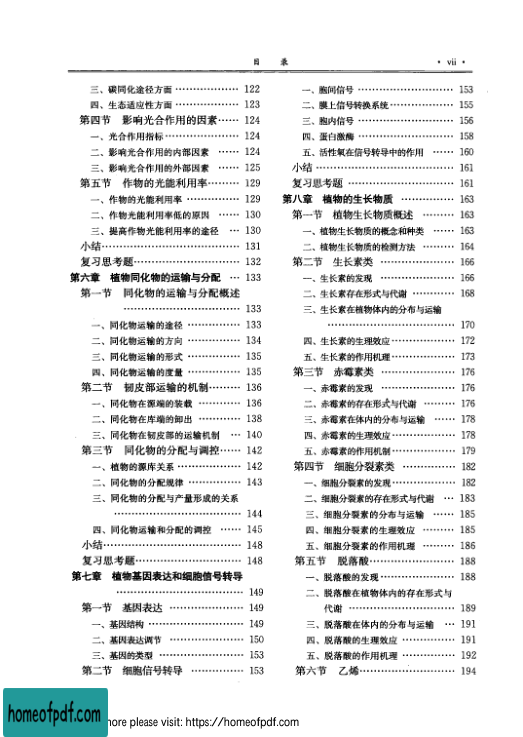 目 录 · vii ·
三、碳同化途径方面 ……………… 122
四、生态适应性方面 ……………… 123
第四节 影响光合作用的因素…… 124
一、光合作用指标………………… 124
二、影响光合作用的内部因素 …… 124
三、影响光合作用的外部因素 …… 125
第五节 作物的光能利用率……… 129
一、作物的光能利用率 …………… 129
二、作物光能利用率低的原因 …… 130
三、提高作物光能利用率的途径 … 130
小结………………………………… 131
复习思考题………………………… 132
第六章 植物同化物的运输与分配 … 133
第一节 同化物的运输与分配概述
…………………………… 133
一、同化物运输的途径 …………… 133
二、同化物运输的方向 …………… 134
三、同化物运输的形式 …………… 135
四、同化物运输的度量 …………… 135
第二节 韧皮部运输的机制……… 136
一、同化物在源端的装载 ………… 136
二、同化物在库端的卸出 ………… 138
三、同化物在韧皮部的运输机制 … 140
第三节 同化物的分配与调控…… 142
一、植物的源库关系 ……………… 142
二、同化物的分配规律 …………… 143
三、同化物的分配与产量形成的关系
……………………………… 144
四、同化物运输和分配的调控 …… 145
小结………………………………… 148
复习思考题………………………… 148
第七章 植物基因表达和细胞信号转导
……………………………… 149
第一节 基因表达 ……………… 149
一、基因结构 ……………………… 149
二、基因表达调节 ………………… 150
三、基因的类型 …………………… 153
第二节 细胞信号转导 ………… 153
一、胞间信号 ……………………… 153
二、膜上信号转换系统…………… 155
三、胞内信号 ……………………… 156
四、蛋白激酶 ……………………… 158
五、活性氧在信号转导中的作用 …… 160
小结 ………………………………… 161
复习思考题 ………………………… 161
第八章 植物的生长物质 …………… 163
第一节 植物生长物质概述 ……… 163
一、植物生长物质的概念和种类 …… 163
二、植物生长物质的检测方法 ……… 164
第二节 生长素类 ……………… 166
一、生长素的发现 ………………… 166
二、生长素存在形式与代谢 ……… 168
三、生长素在植物体内的分布与运输
……………………………… 170
四、生长素的生理效应…………… 172
五、生长素的作用机理…………… 173
第三节 赤霉素类 ……………… 176
一、赤霉素的发现 ………………… 176
二、赤霉素的存在形式与代谢 …… 176
三、赤霉素在体内的分布与运输 …… 178
四、赤霉素的生理效应…………… 178
五、赤霉素的作用机制…………… 179
第四节 细胞分裂素类 ………… 182
一、细胞分裂素的发现…………… 182
二、细胞分裂素的存在形式与代谢 … 183
三、细胞分裂素的分布与运输 …… 185
四、细胞分裂素的生理效应 ……… 185
五、细胞分裂素的作用机理 ……… 186
第五节 脱落酸…………………… 188
一、脱落酸的发现………………… 188
二、脱落酸在植物体内的存在形式与
代谢 ………………………… 189
三、脱落酸在体内的分布与运输 … 191
四、脱落酸的生理效应 …………… 191
五、脱落酸的作用机理 …………… 192
第六节 乙烯……………………… 194
homeofpdf.com
ore please visit: https://homeofpdf.com